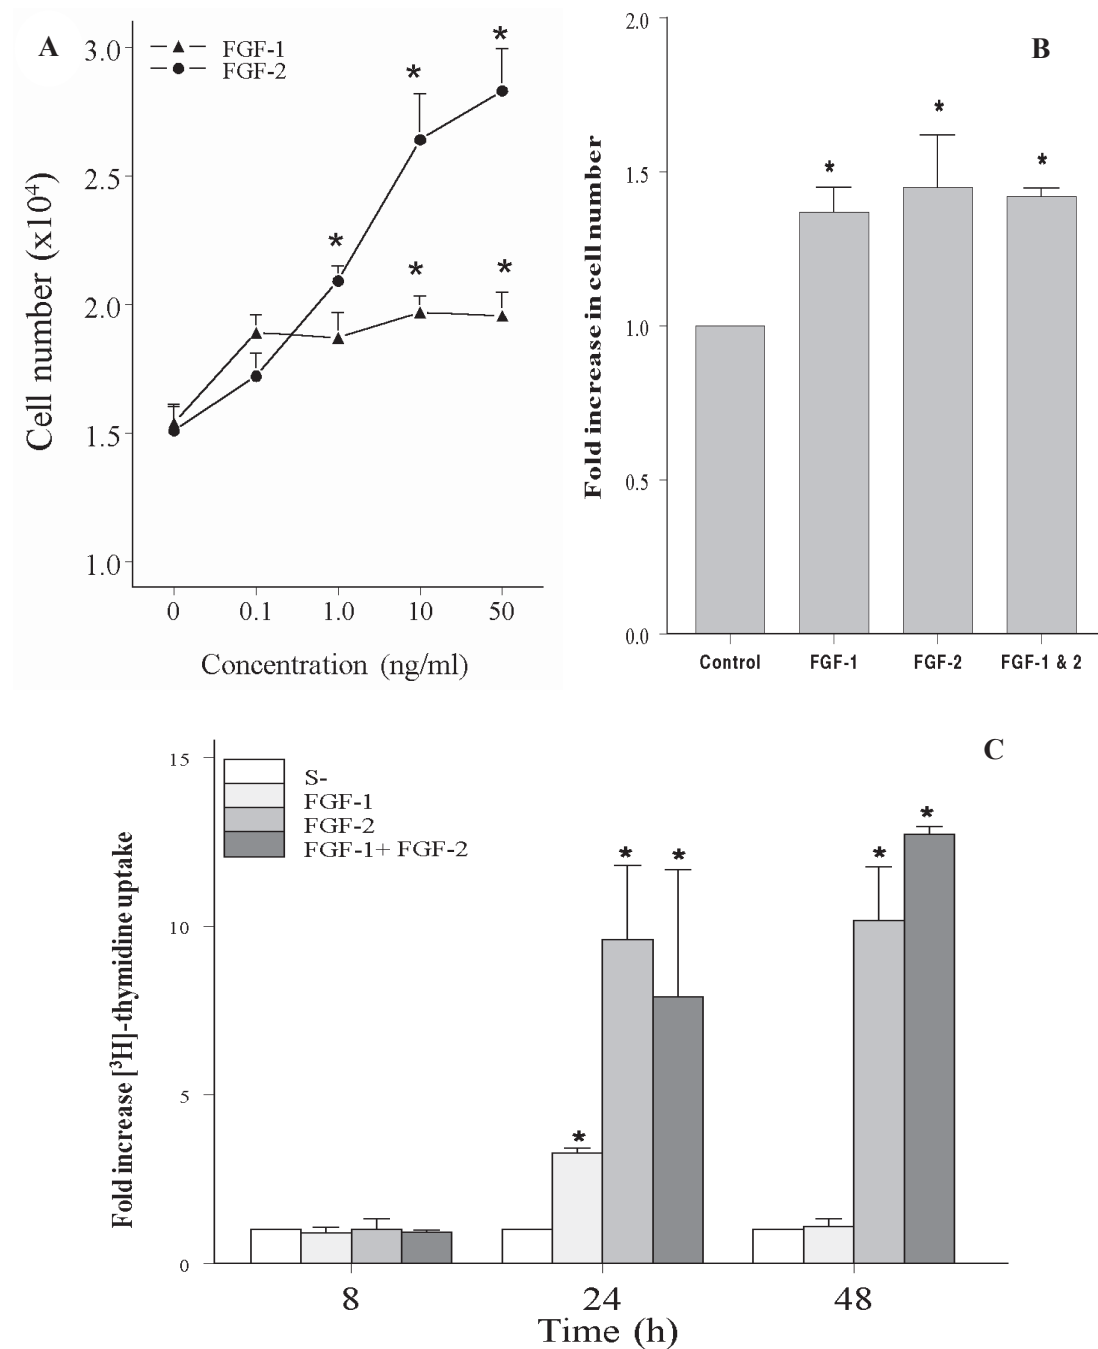 A
FGF-1
FGF-2
3.0
2.5
2.0
1.5
1.0
Cell number (x10⁴)
* * * * *
0 0.1 1.0 10 50
Concentration (ng/ml)
B
2.0
1.5
1.0
0.5
0.0
Fold increase in cell number
* * *
Control FGF-1 FGF-2 FGF-1 & 2
C
S-
FGF-1
FGF-2
FGF-1+ FGF-2
15
10
5
0
Fold increase [³H]-thymidine uptake
* * * * *
8 24 48
Time (h)